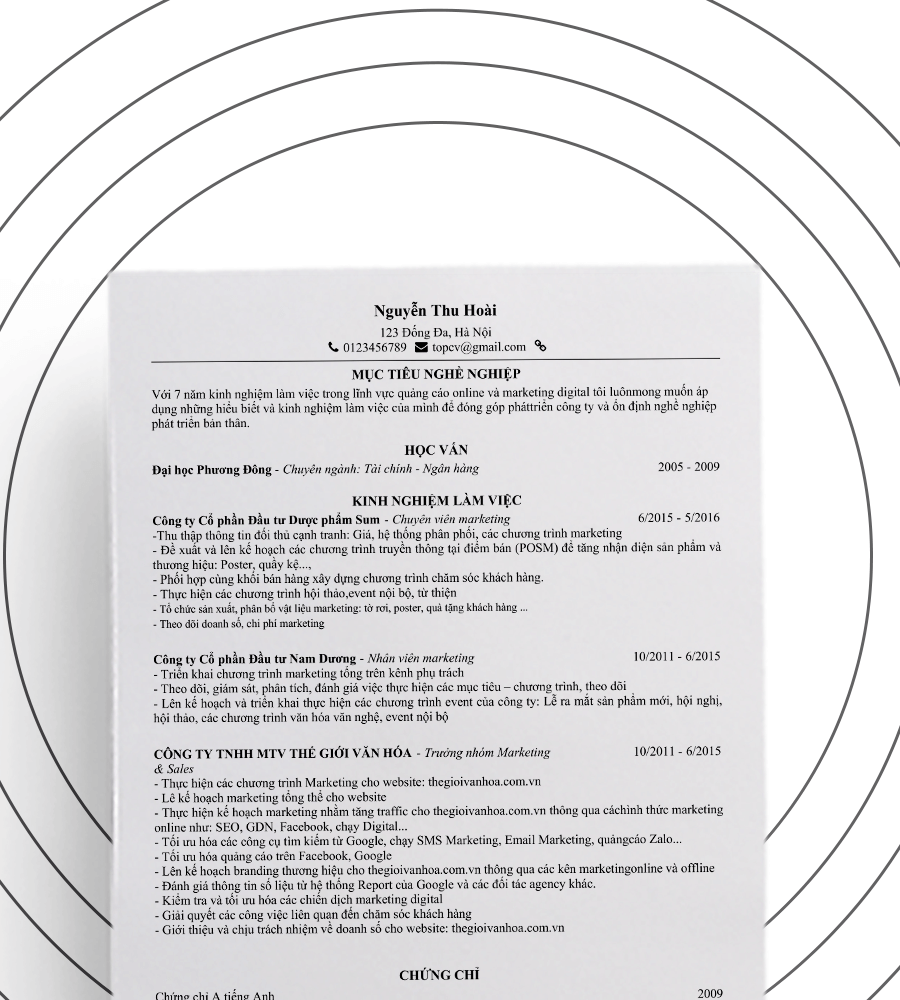 Nguyễn Thu Hoài
123 Đống Đa, Hà Nội
0123456789 topcv@gmail.com
MỤC TIÊU NGHỀ NGHIỆP
Với 7 năm kinh nghiệm làm việc trong lĩnh vực quảng cáo online và marketing digital tôi luônmong muốn áp
dụng những hiểu biết và kinh nghiệm làm việc của mình để đóng góp pháttriển công ty và ổn định nghề nghiệp
phát triển bản thân.
HỌC VẤN
Đại học Phương Đông - Chuyên ngành: Tài chính - Ngân hàng 2005 - 2009
KINH NGHIỆM LÀM VIỆC
Công ty Cổ phần Đầu tư Dược phẩm Sum - Chuyên viên marketing 6/2015 - 5/2016
-Thu thập thông tin đối thủ cạnh tranh: Giá, hệ thống phân phối, các chương trình marketing
- Đề xuất và lên kế hoạch các chương trình truyền thông tại điểm bán (POSM) để tăng nhận diện sản phẩm và
thương hiệu: Poster, quầy kệ...,
- Phối hợp cùng khối bán hàng xây dựng chương trình chăm sóc khách hàng.
- Thực hiện các chương trình hội thảo,event nội bộ, từ thiện
- Tổ chức sản xuất, phân bổ vật liệu marketing: tờ rơi, poster, quà tặng khách hàng ...
- Theo dõi doanh số, chi phí marketing
Công ty Cổ phần Đầu tư Nam Dương - Nhân viên marketing 10/2011 - 6/2015
- Triển khai chương trình marketing tổng trên kênh phụ trách
- Theo dõi, giám sát, phân tích, đánh giá việc thực hiện các mục tiêu – chương trình, theo dõi
- Lên kế hoạch và triển khai thực hiện các chương trình event của công ty: Lễ ra mắt sản phẩm mới, hội nghị,
hội thảo, các chương trình văn hóa văn nghệ, event nội bộ
CÔNG TY TNHH MTV THẾ GIỚI VĂN HÓA - Trưởng nhóm Marketing 10/2011 - 6/2015
& Sales
- Thực hiện các chương trình Marketing cho website: thegioivanhoa.com.vn
- Lê kế hoạch marketing tổng thể cho website
- Thực hiện kế hoạch marketing nhằm tăng traffic cho thegioivanhoa.com.vn thông qua cáchình thức marketing
online như: SEO, GDN, Facebook, chạy Digital...
- Tối ưu hóa các công cụ tìm kiếm từ Google, chạy SMS Marketing, Email Marketing, quảngcáo Zalo...
- Tối ưu hóa quảng cáo trên Facebook, Google
- Lên kế hoạch branding thương hiệu cho thegioivanhoa.com.vn thông qua các kên marketingonline và offline
- Đánh giá thông tin số liệu từ hệ thống Report của Google và các đối tác agency khác.
- Kiểm tra và tối ưu hóa các chiến dịch marketing digital
- Giải quyết các công việc liên quan đến chăm sóc khách hàng
- Giới thiệu và chịu trách nhiệm về doanh số cho website: thegioivanhoa.com.vn
CHỨNG CHỈ
Chứng chỉ A tiếng Anh 2009